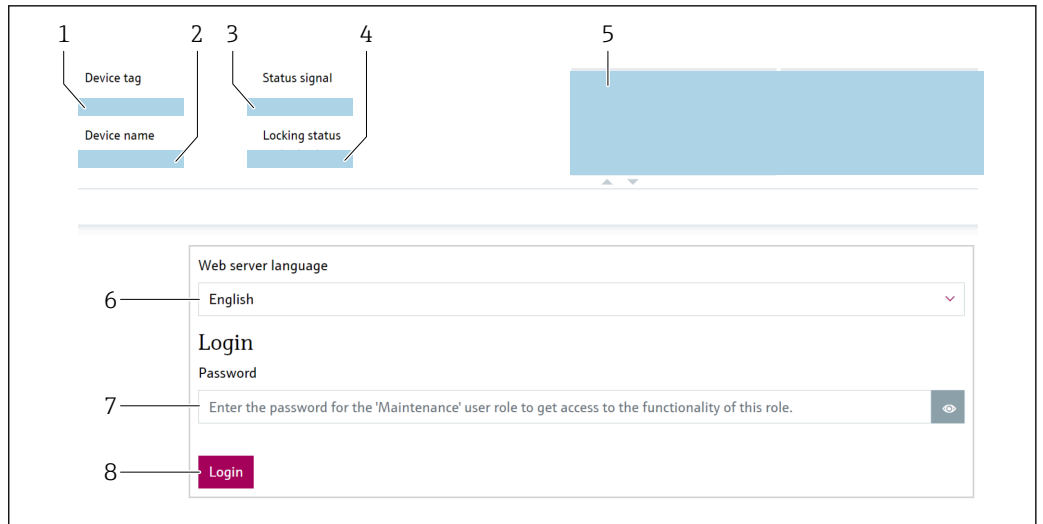 1 2 3 4 5
Device tag Status signal
Device name Locking status
Web server language
6 English
Login
Password
7 Enter the password for the 'Maintenance' user role to get access to the functionality of this role.
8 Login